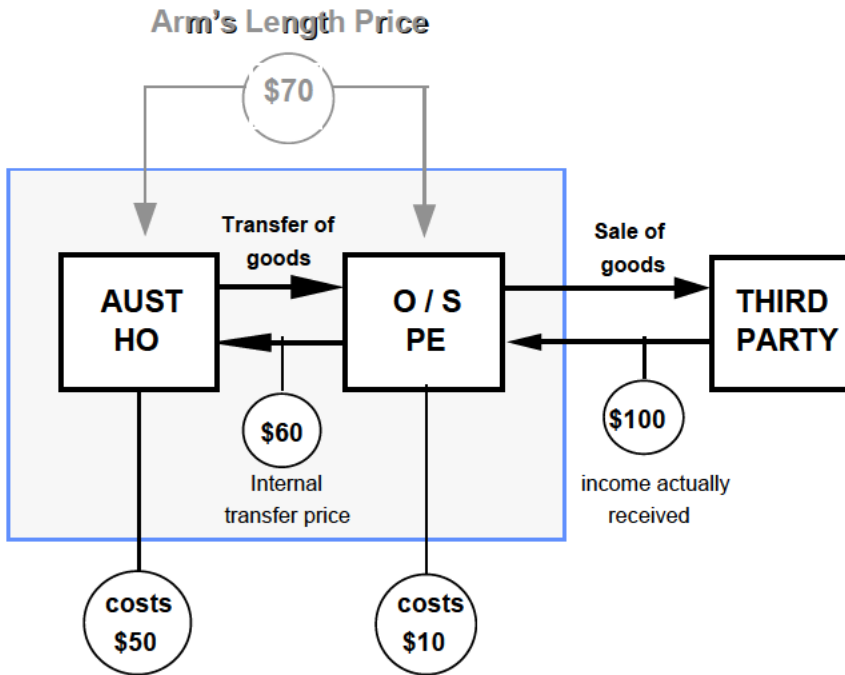 Arm's Length Price
$70
Transfer of
goods
Sale of
goods
AUST
HO
O / S
PE
THIRD
PARTY
$60
$100
Internal
transfer price
income actually
received
costs
$50
costs
$10